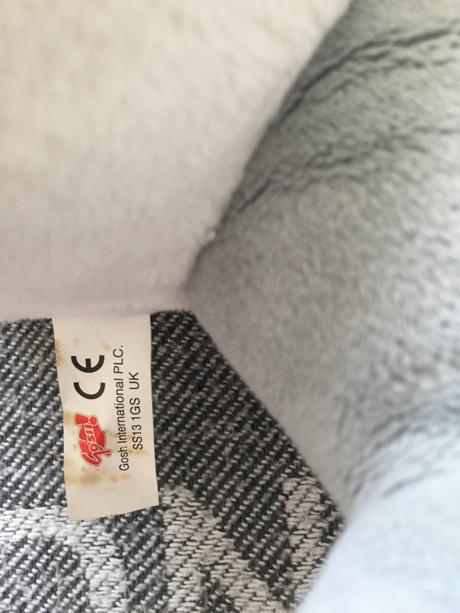 GOSH! CE
Gosh International PLC.
SS13 1GS UK